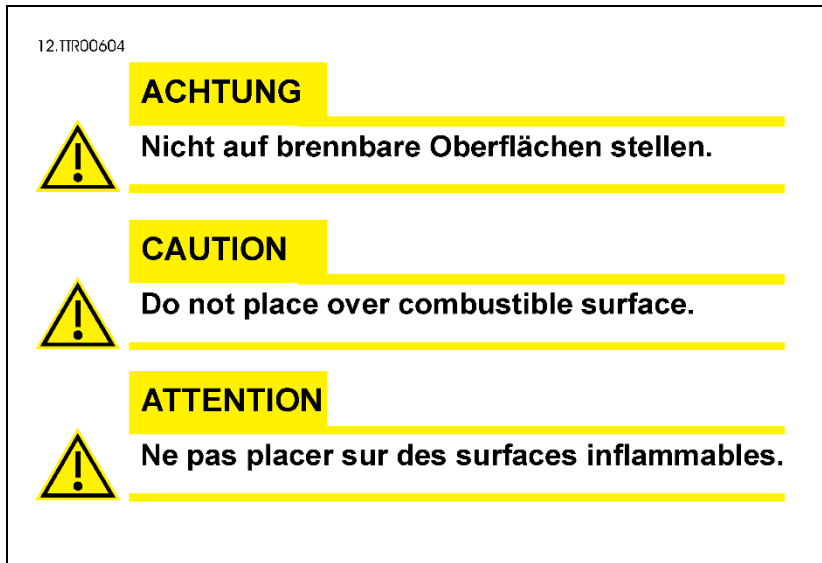 12.TTR00604
ACHTUNG
Nicht auf brennbare Oberflächen stellen.
CAUTION
Do not place over combustible surface.
ATTENTION
Ne pas placer sur des surfaces inflammables.